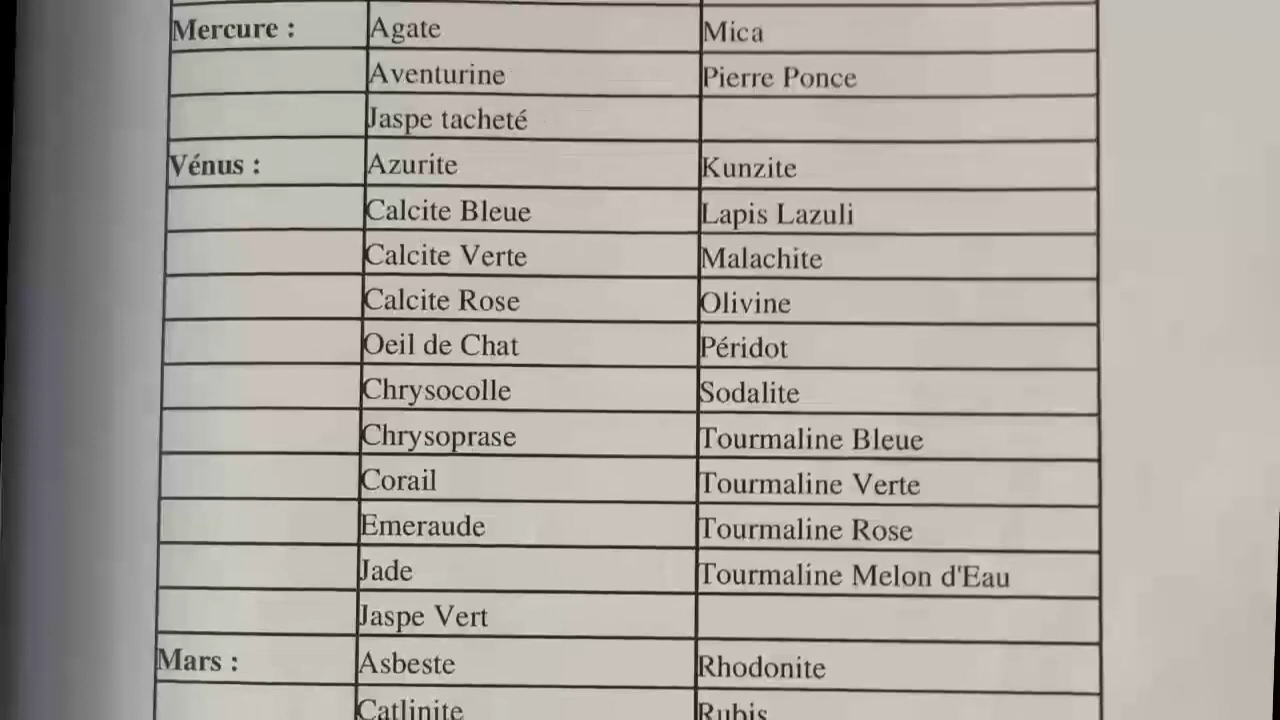 Mercure : Agate Mica
Aventurine Pierre Ponce
Jaspe tacheté
Vénus : Azurite Kunzite
Calcite Bleue Lapis Lazuli
Calcite Verte Malachite
Calcite Rose Olivine
Oeil de Chat Péridot
Chrysocolle Sodalite
Chrysoprase Tourmaline Bleue
Corail Tourmaline Verte
Emeraude Tourmaline Rose
Jade Tourmaline Melon d'Eau
Jaspe Vert
Mars : Asbeste Rhodonite
Catlinite Rubis